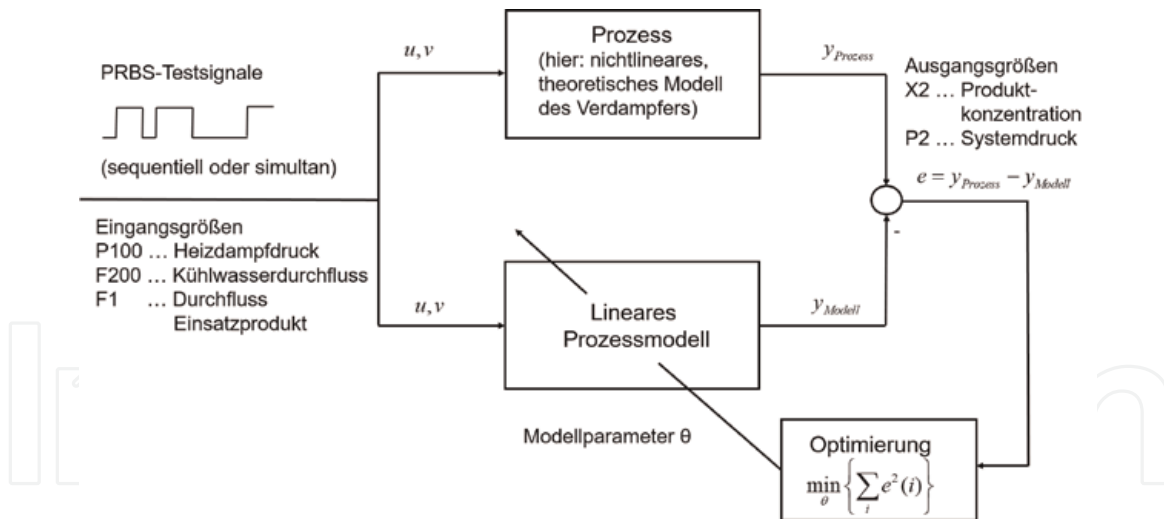 PRBS-Testsignale
(sequentiell oder simultan)
Eingangsgrößen
P100 ... Heizdampfdruck
F200 ... Kühlwasserdurchfluss
F1 ... Durchfluss
Einsatzprodukt
u, v
Prozess
(hier: nichtlineares,
theoretisches Modell
des Verdampfers)
y_Prozess
Ausgangsgrößen
X2 ... Produkt-
konzentration
P2 ... Systemdruck
e = y_Prozess − y_Modell
-
u, v
Lineares
Prozessmodell
y_Modell
Modellparameter θ
Optimierung
min_θ {∑_i e²(i)}